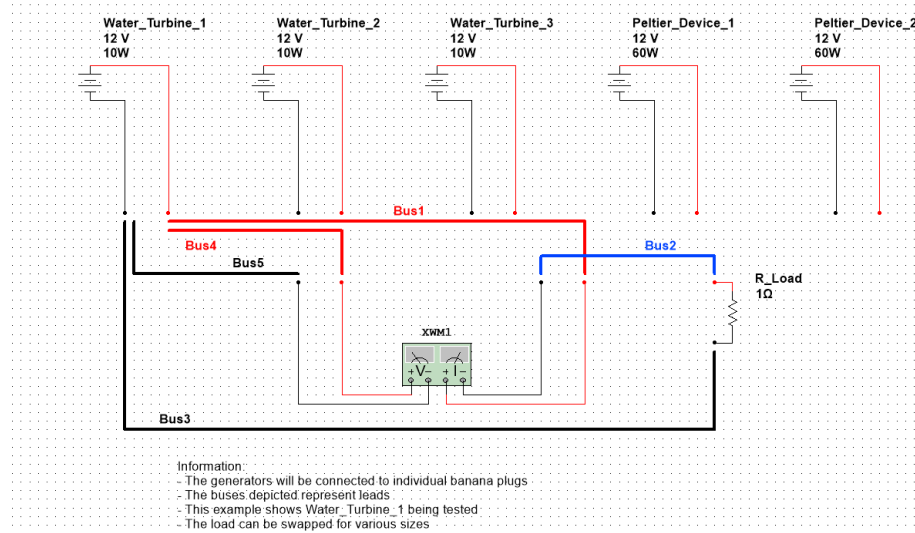 Water_Turbine_1
12 V
10W
Water_Turbine_2
12 V
10W
Water_Turbine_3
12 V
10W
Peltier_Device_1
12 V
60W
Peltier_Device_2
12 V
60W
Bus1
Bus4
Bus2
Bus5
R_Load
1Ω
XWM1
+ V - + I -
Bus3
Information:
- The generators will be connected to individual banana plugs
- The buses depicted represent leads
- This example shows Water_Turbine_1 being tested
- The load can be swapped for various sizes